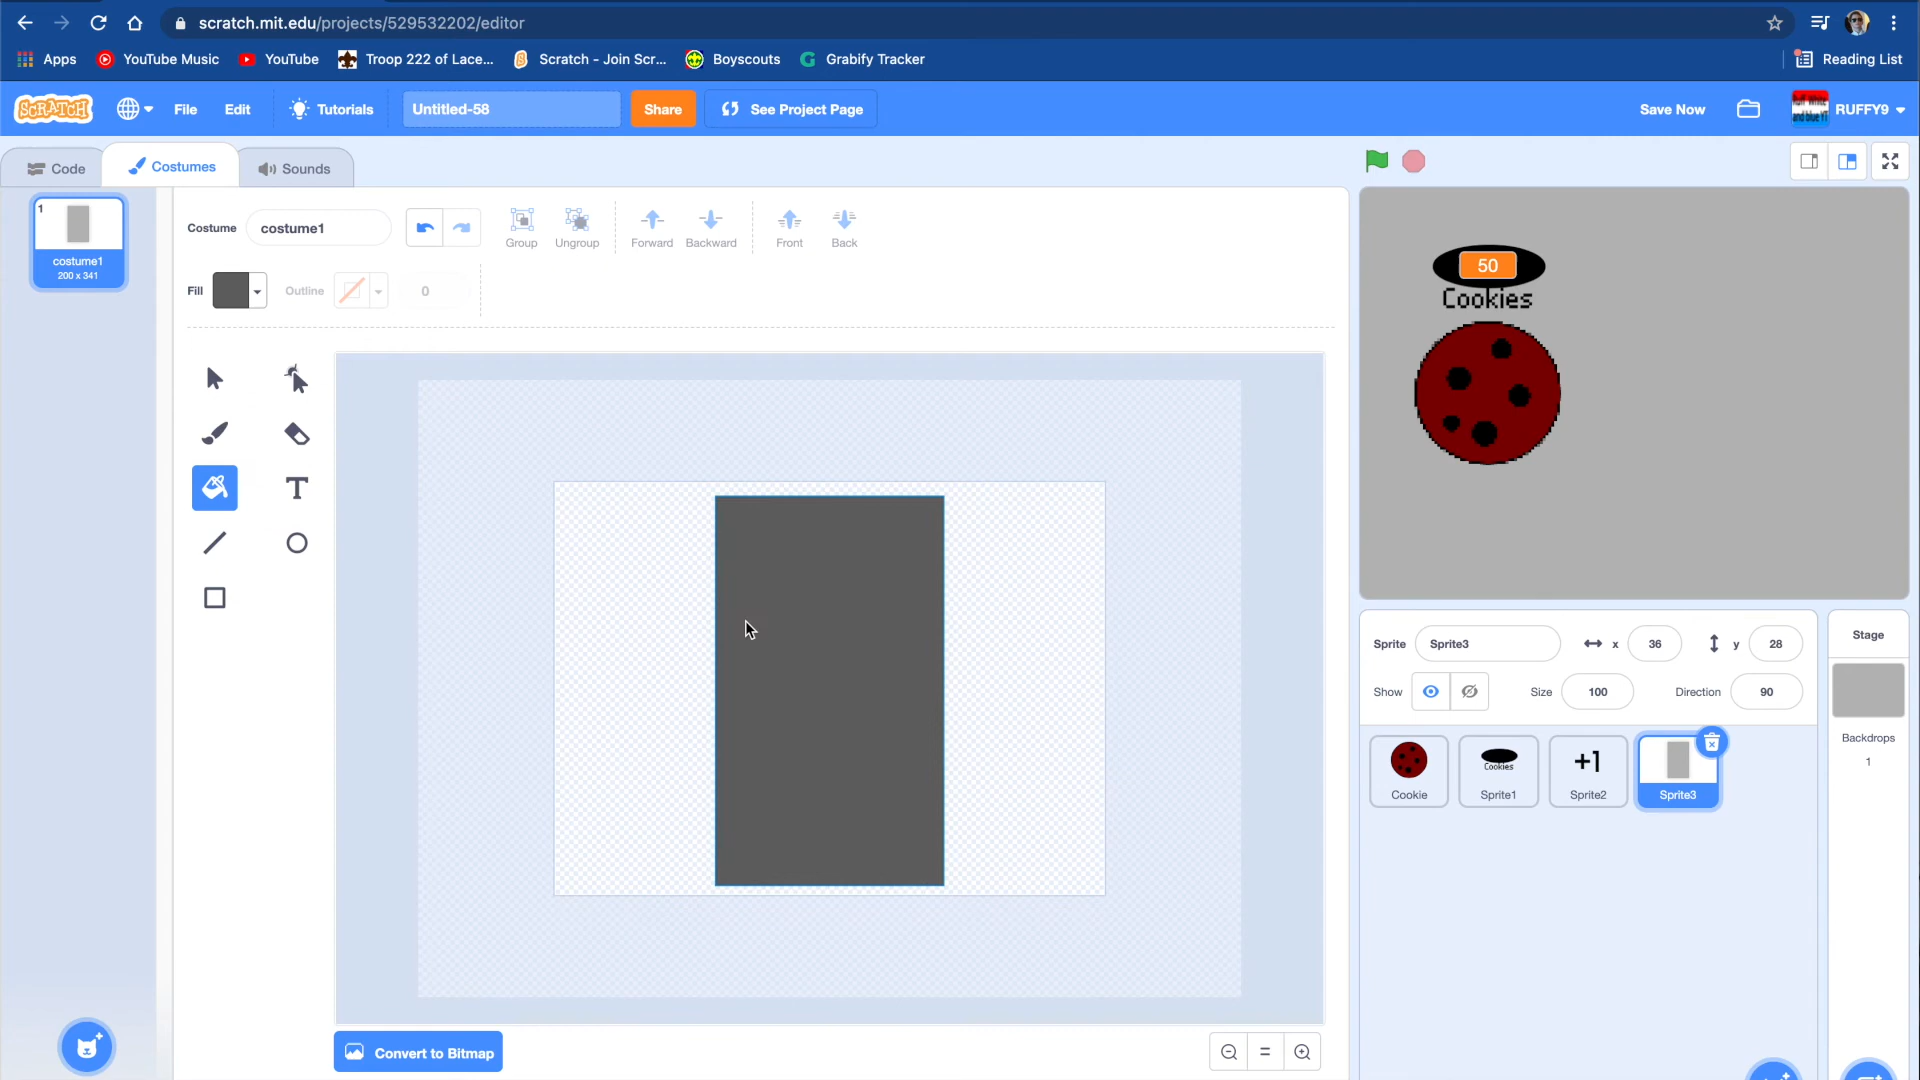 scratch.mit.edu/projects/529532202/editor
Apps YouTube Music YouTube Troop 222 of Lace... Scratch - Join Scr... Boyscouts Grabify Tracker Reading List
SCRATCH File Edit Tutorials Untitled-58 Share See Project Page Save Now RUFFY9
Code Costumes Sounds
1
costume1
200 x 341
Costume costume1 Group Ungroup Forward Backward Front Back
Fill Outline 0
50
Cookies
Convert to Bitmap
Sprite Sprite3 x 36 y 28
Show Size 100 Direction 90
Cookie
Cookies
Sprite1
+1
Sprite2
Sprite3
Stage
Backdrops
1